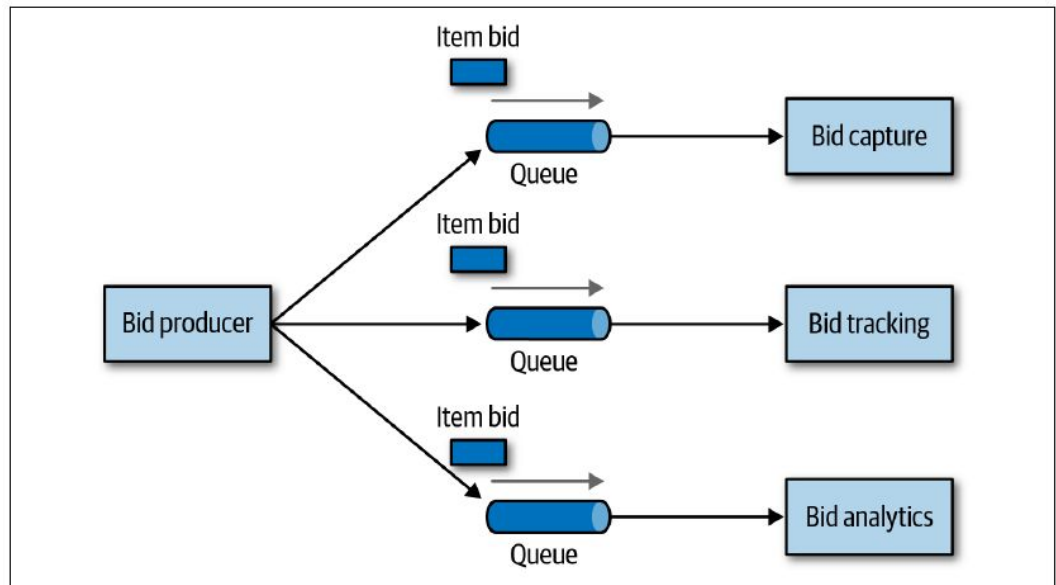 Item bid
Queue
Bid capture
Item bid
Bid producer
Queue
Bid tracking
Item bid
Queue
Bid analytics